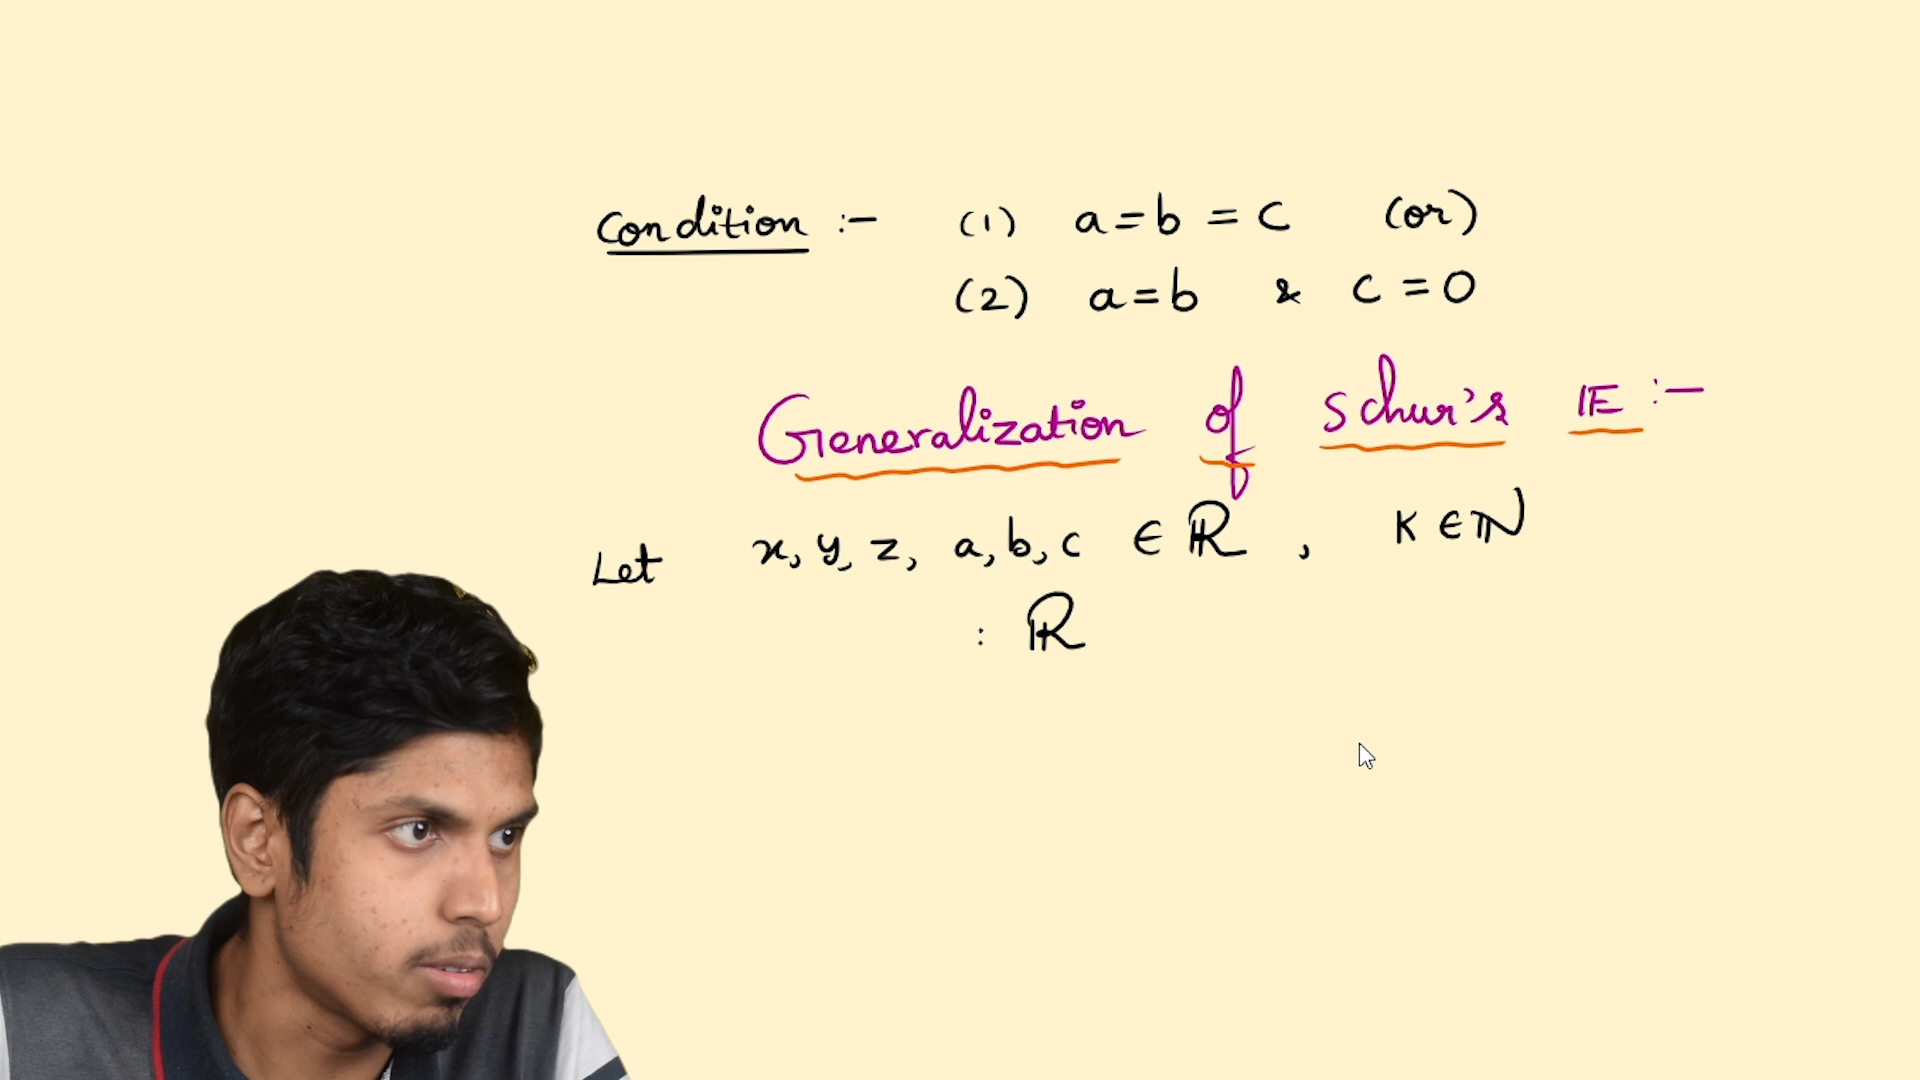 Condition :- (1) a = b = c (or)
(2) a = b & c = 0
Generalization of Schur's IE :-
Let x, y, z, a, b, c ∈ ℝ , K ∈ ℕ
: ℝ